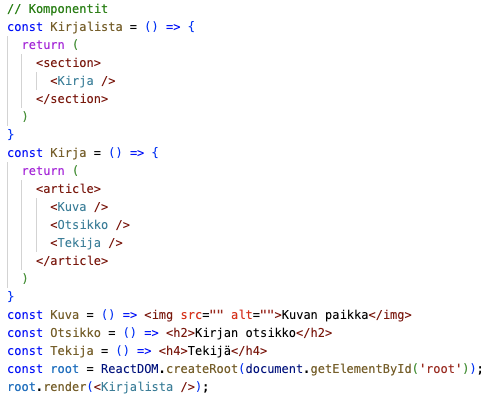 // Komponentit
const Kirjalista = () => {
  return (
    <section>
      <Kirja />
    </section>
  )
}
const Kirja = () => {
  return (
    <article>
      <Kuva />
      <Otsikko />
      <Tekija />
    </article>
  )
}
const Kuva = () => <img src="" alt="">Kuvan paikka</img>
const Otsikko = () => <h2>Kirjan otsikko</h2>
const Tekija = () => <h4>Tekijä</h4>
const root = ReactDOM.createRoot(document.getElementById('root'));
root.render(<Kirjalista />);